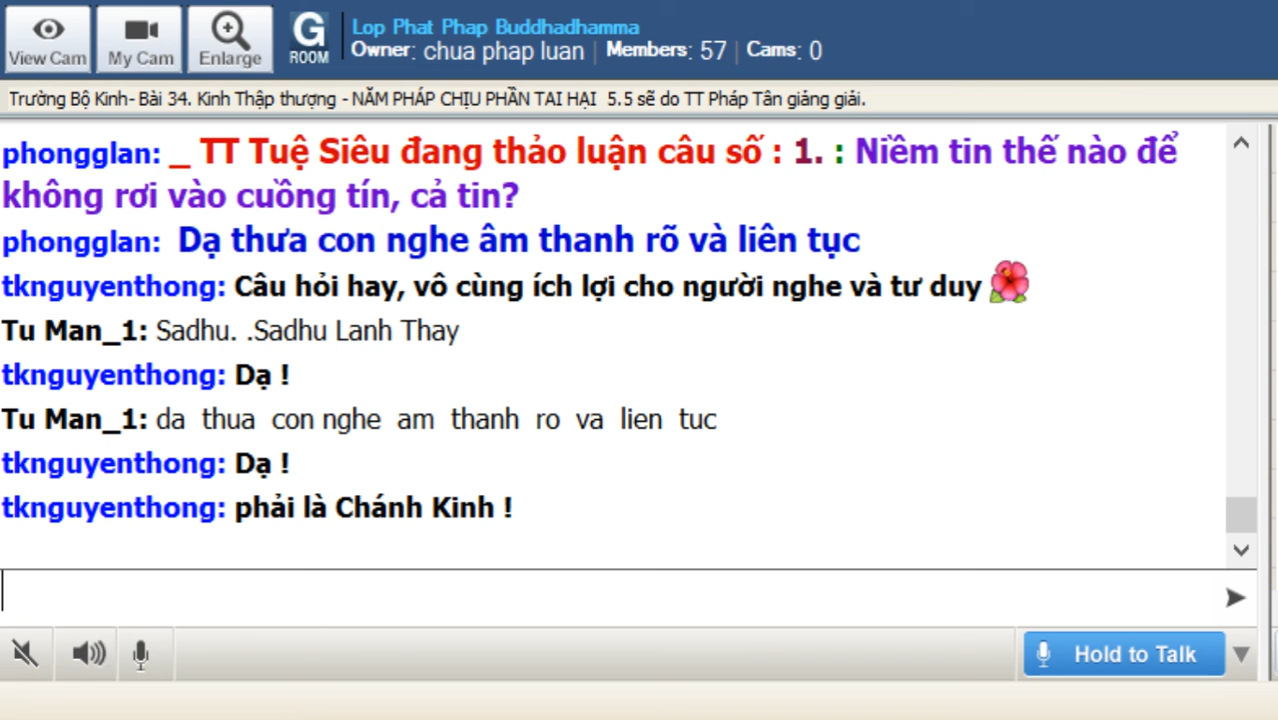 View Cam
My Cam
Enlarge
G
ROOM
Lop Phat Phap Buddhadhamma
Owner: chua phap luan | Members: 57 | Cams: 0
Trường Bộ Kinh- Bài 34. Kinh Thập thượng - NĂM PHÁP CHỊU PHẦN TAI HẠI 5.5 sẽ do TT Pháp Tân giảng giải.
phongglan: _ TT Tuệ Siêu đang thảo luận câu số : 1. : Niềm tin thế nào để
không rơi vào cuồng tín, cả tin?
phongglan: Dạ thưa con nghe âm thanh rõ và liên tục
tknguyenthong: Câu hỏi hay, vô cùng ích lợi cho người nghe và tư duy
Tu Man_1: Sadhu. .Sadhu Lanh Thay
tknguyenthong: Dạ !
Tu Man_1: da thua con nghe am thanh ro va lien tuc
tknguyenthong: Dạ !
tknguyenthong: phải là Chánh Kinh !
Hold to Talk